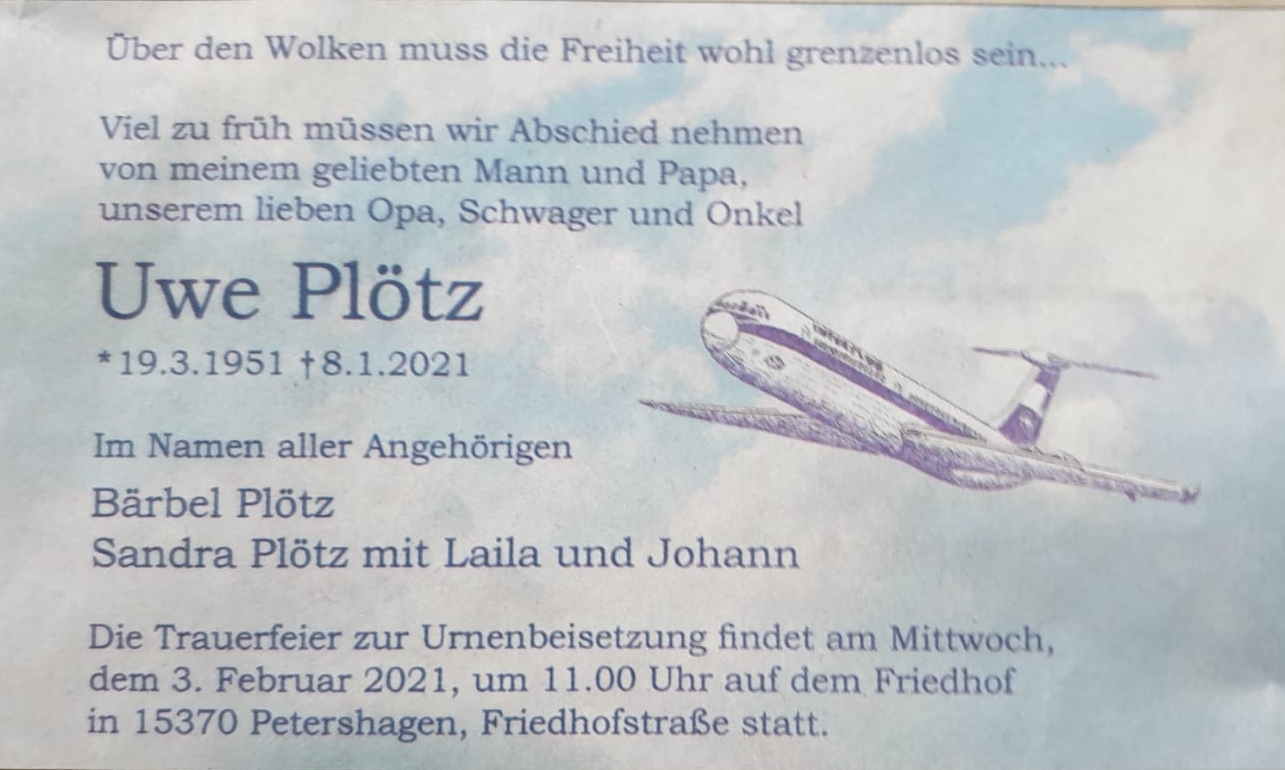 Über den Wolken muss die Freiheit wohl grenzenlos sein...
Viel zu früh müssen wir Abschied nehmen
von meinem geliebten Mann und Papa,
unserem lieben Opa, Schwager und Onkel
Uwe Plötz
* 19.3.1951 † 8.1.2021
Im Namen aller Angehörigen
Bärbel Plötz
Sandra Plötz mit Laila und Johann
Die Trauerfeier zur Urnenbeisetzung findet am Mittwoch,
dem 3. Februar 2021, um 11.00 Uhr auf dem Friedhof
in 15370 Petershagen, Friedhofstraße statt.